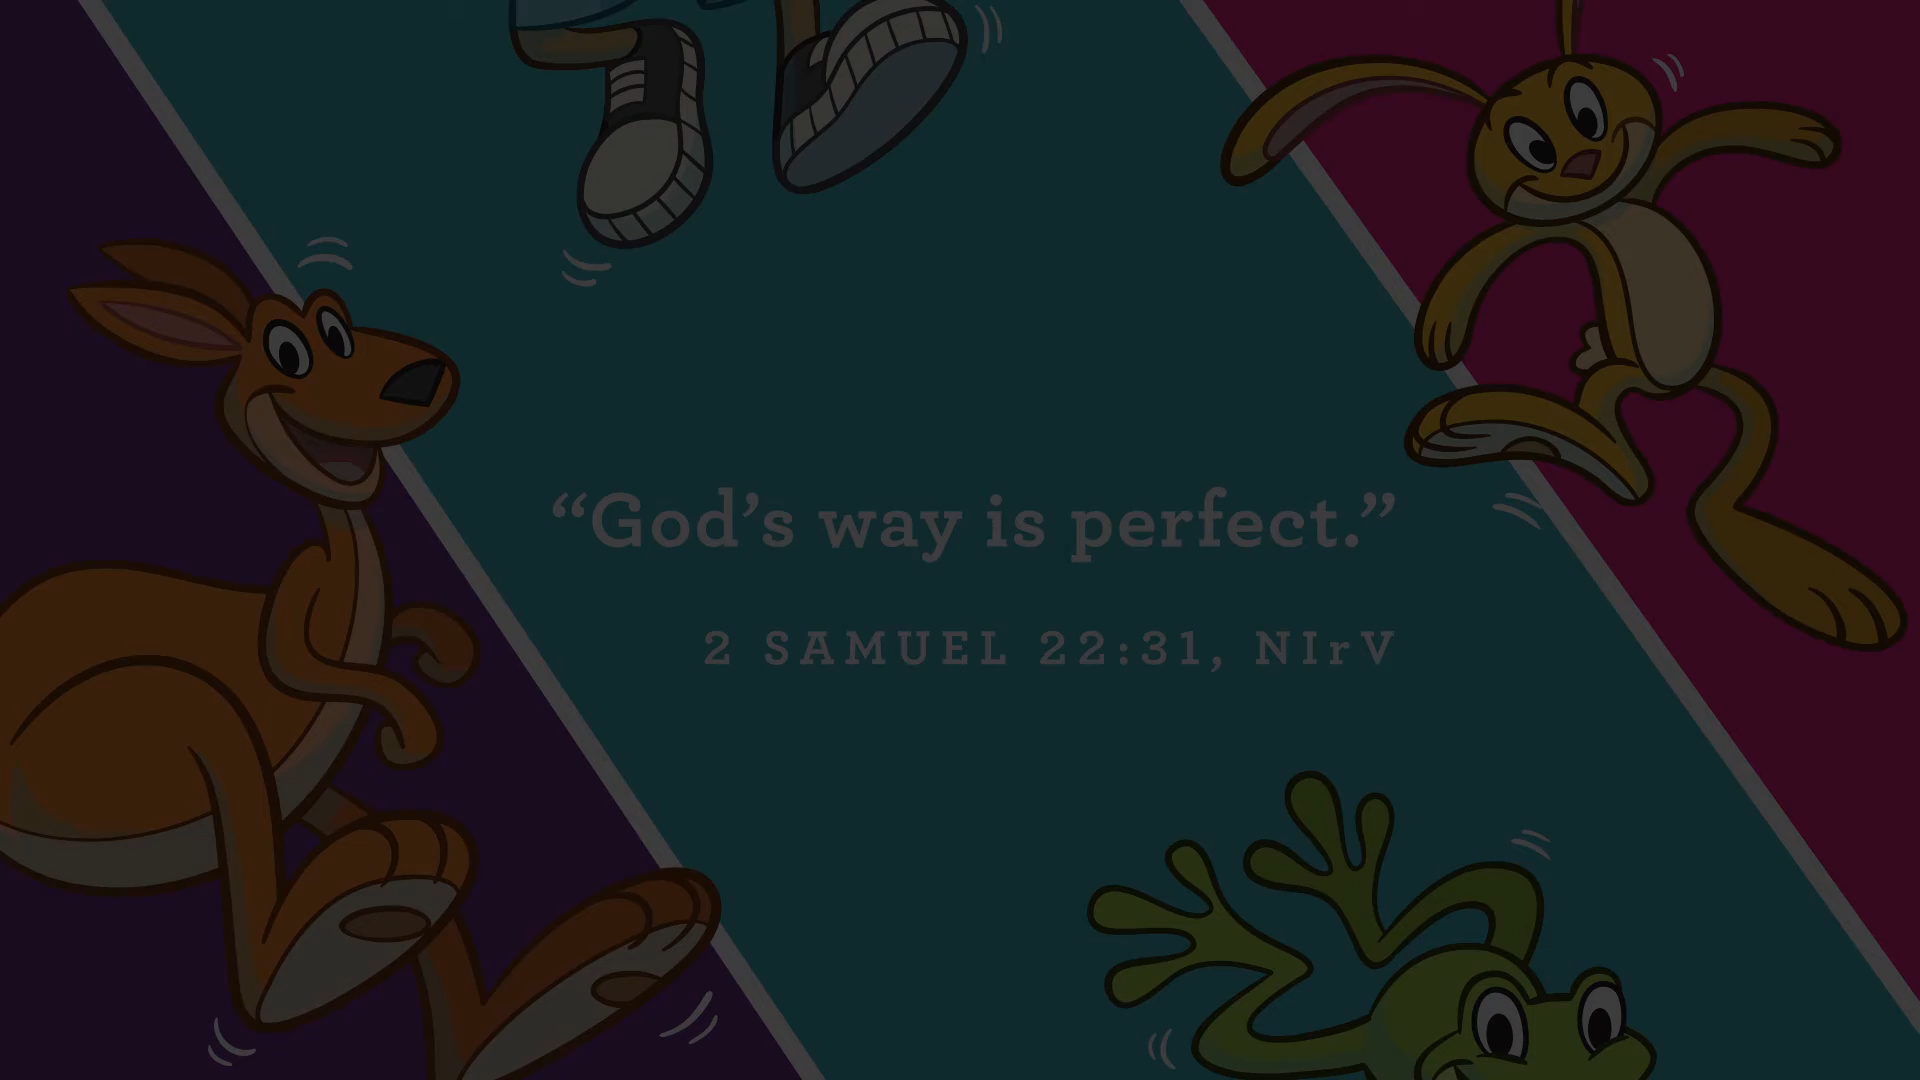 “God’s way is perfect.”
2 SAMUEL 22:31, NIrV